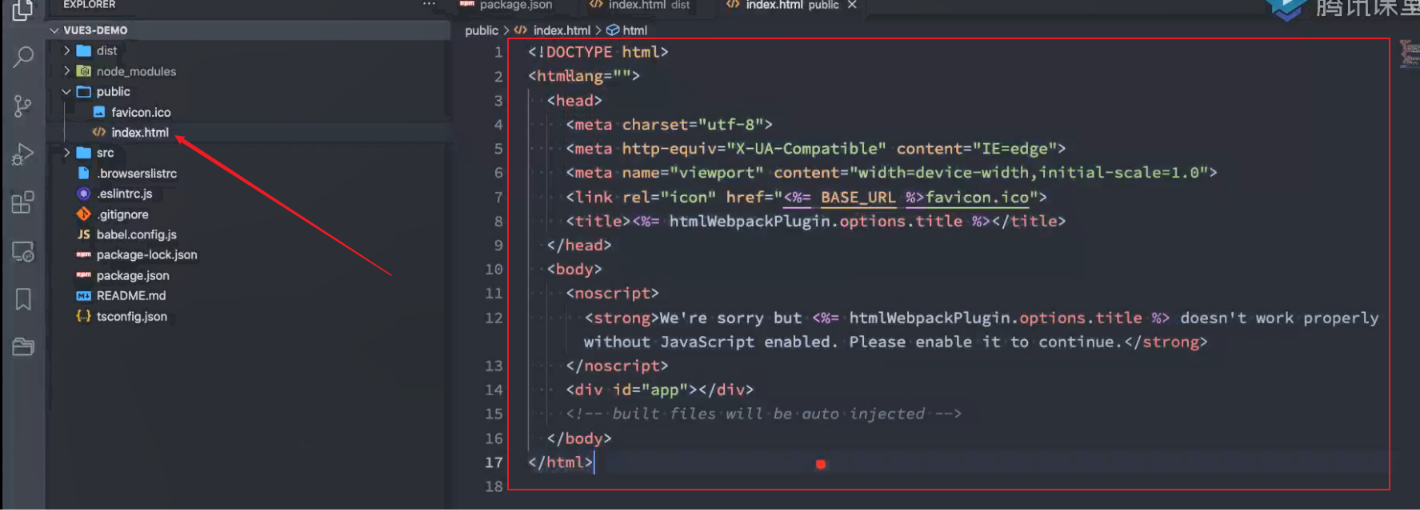 EXPLORER
···
package.json
index.html dist
index.html public
腾讯课堂
VUE3-DEMO
dist
node_modules
public
favicon.ico
index.html
src
.browserslistrc
.eslintrc.js
.gitignore
babel.config.js
package-lock.json
package.json
README.md
tsconfig.json
public > index.html > html
1 <!DOCTYPE html>
2 <html lang="">
3 <head>
4 <meta charset="utf-8">
5 <meta http-equiv="X-UA-Compatible" content="IE=edge">
6 <meta name="viewport" content="width=device-width,initial-scale=1.0">
7 <link rel="icon" href="<%= BASE_URL %>favicon.ico">
8 <title><%= htmlWebpackPlugin.options.title %></title>
9 </head>
10 <body>
11 <noscript>
12 <strong>We're sorry but <%= htmlWebpackPlugin.options.title %> doesn't work properly
without JavaScript enabled. Please enable it to continue.</strong>
13 </noscript>
14 <div id="app"></div>
15 <!-- built files will be auto injected -->
16 </body>
17 </html>
18